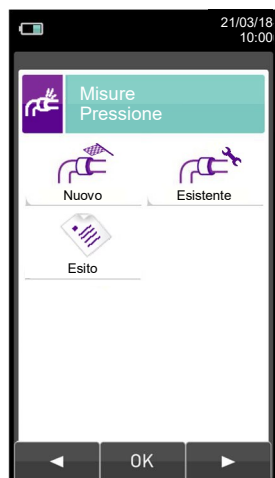 21/03/18
10:00
Misure
Pressione
Nuovo
Esistente
Esito
OK